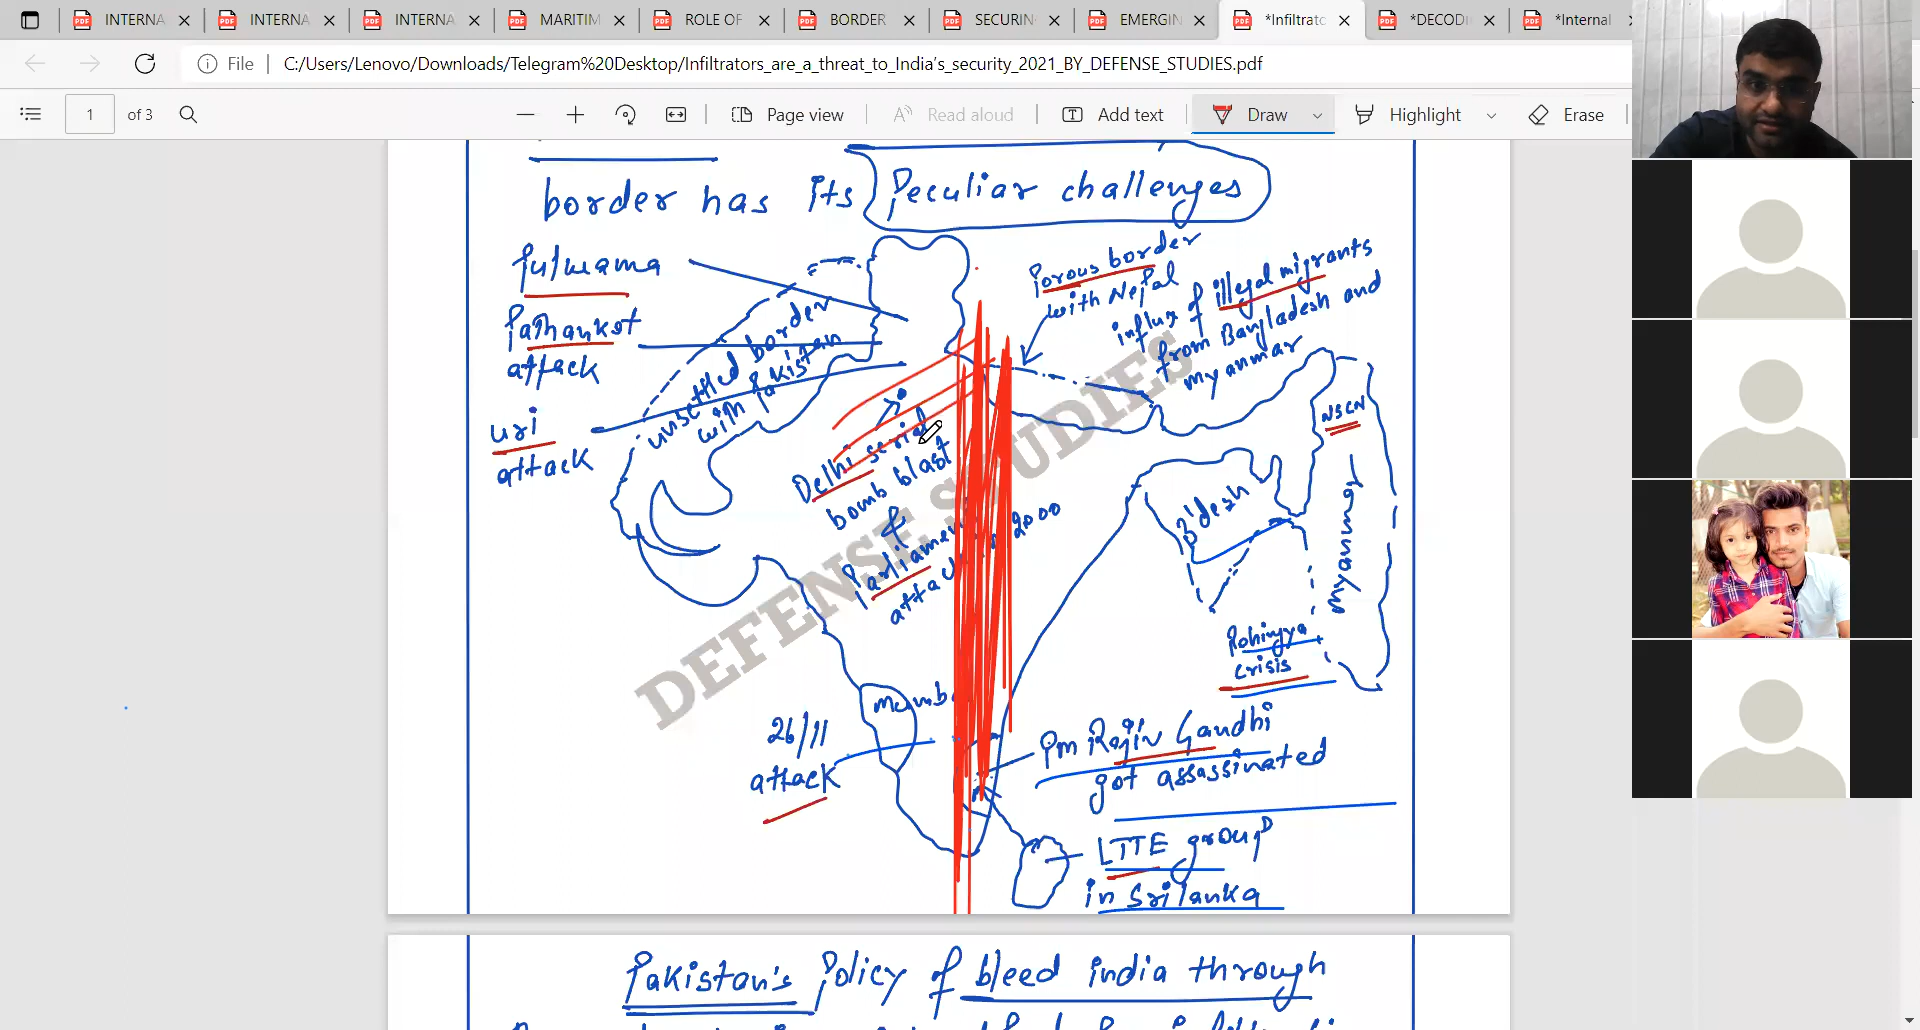 INTERNA
INTERNA
INTERNA
MARITIM
ROLE OF
BORDER
SECURIN
EMERGIN
*Infiltrato
*DECODI
*Internal
File
C:/Users/Lenovo/Downloads/Telegram%20Desktop/Infiltrators_are_a_threat_to_India's_security_2021_BY_DEFENSE_STUDIES.pdf
1 of 3
Page view
Read aloud
Add text
Draw
Highlight
Erase
border has its Peculiar challenges
Pulwama
Pathankot
attack
uri
attack
unsettled border
with Pakistan
Porous border
with Nepal
influx of illegal migrants
from Bangladesh and
myanmar
NSCN
Delhi serial
bomb blast
&
Parliamen
attac
2000
B'desh
Myanmar
Rohingya
crisis
DEFENSE STUDIES
Mumb
26/11
attack
Pm Rajiv Gandhi
got assassinated
LTTE group
in Srilanka
Pakistan's Policy of bleed india through